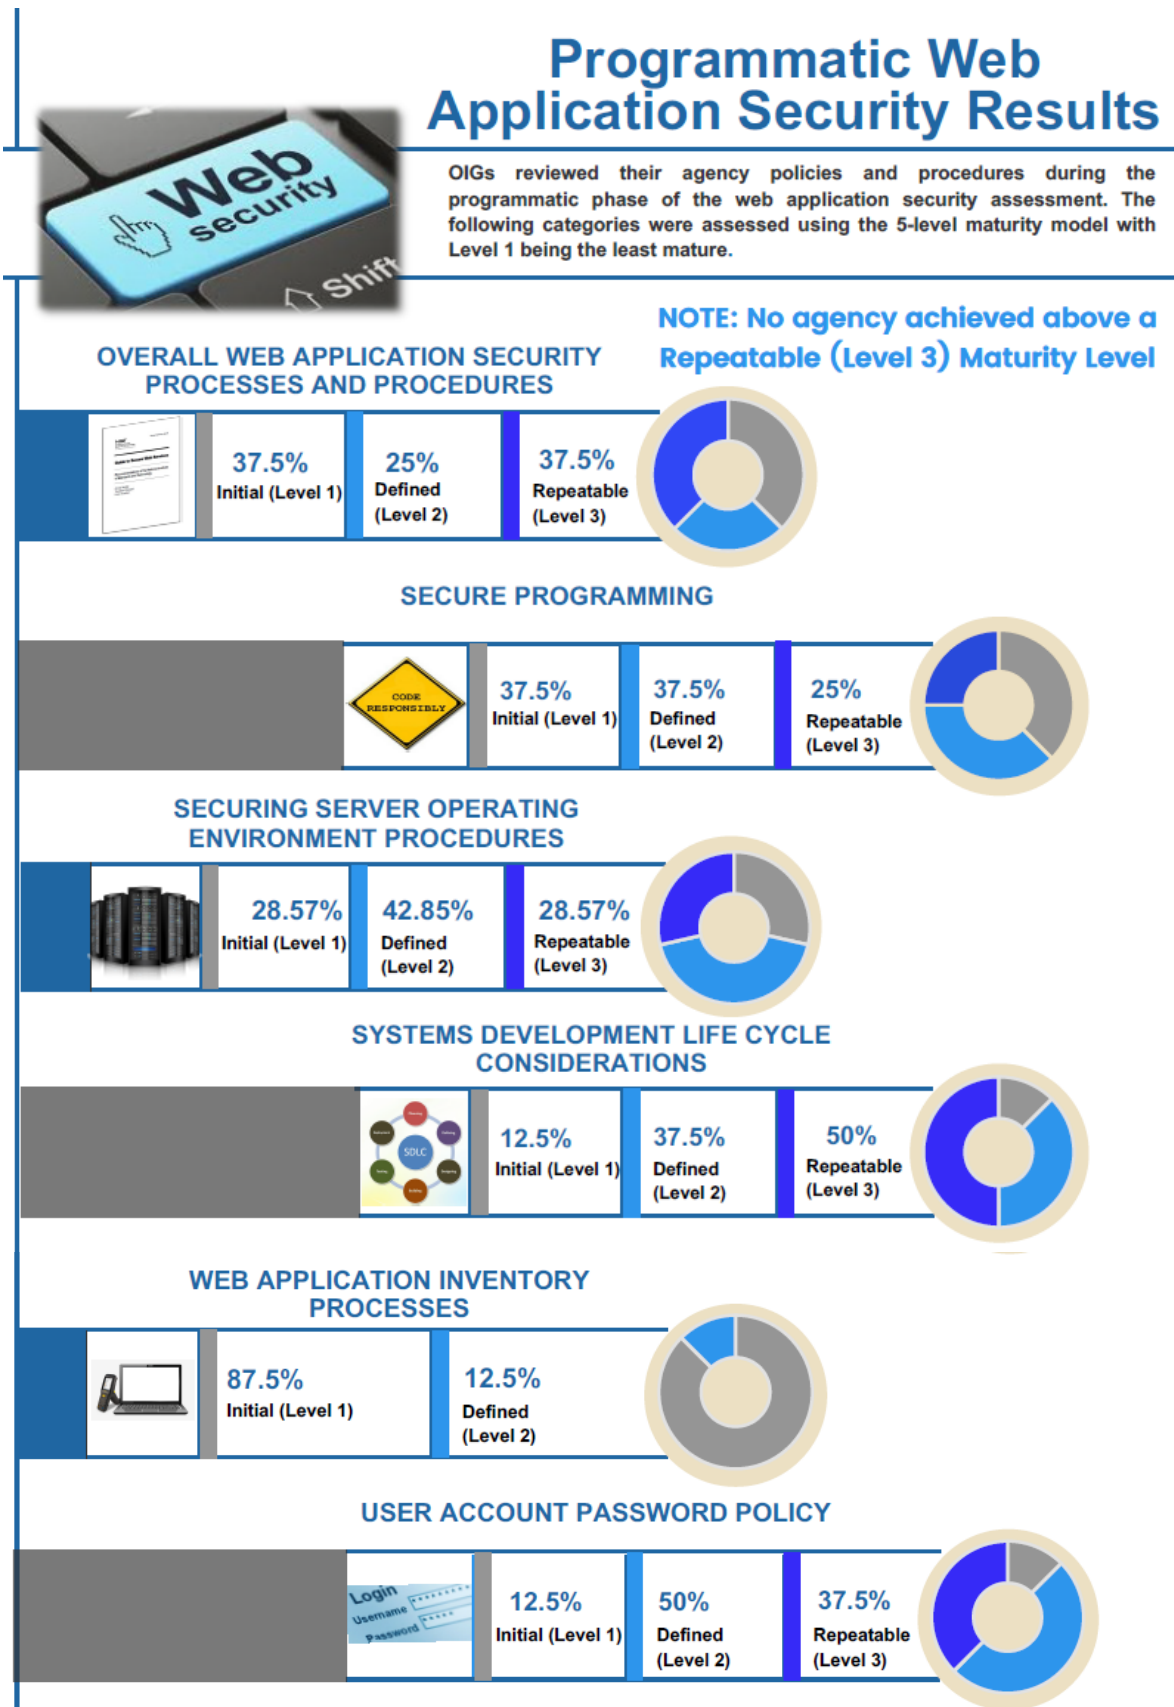 Programmatic Web
Application Security Results
Web
security
Shift
OIGs reviewed their agency policies and procedures during the
programmatic phase of the web application security assessment. The
following categories were assessed using the 5-level maturity model with
Level 1 being the least mature.
NOTE: No agency achieved above a
Repeatable (Level 3) Maturity Level
OVERALL WEB APPLICATION SECURITY
PROCESSES AND PROCEDURES
37.5%
Initial (Level 1)
25%
Defined
(Level 2)
37.5%
Repeatable
(Level 3)
SECURE PROGRAMMING
CODE
RESPONSIBLY
37.5%
Initial (Level 1)
37.5%
Defined
(Level 2)
25%
Repeatable
(Level 3)
SECURING SERVER OPERATING
ENVIRONMENT PROCEDURES
28.57%
Initial (Level 1)
42.85%
Defined
(Level 2)
28.57%
Repeatable
(Level 3)
SYSTEMS DEVELOPMENT LIFE CYCLE
CONSIDERATIONS
SDLC
12.5%
Initial (Level 1)
37.5%
Defined
(Level 2)
50%
Repeatable
(Level 3)
WEB APPLICATION INVENTORY
PROCESSES
87.5%
Initial (Level 1)
12.5%
Defined
(Level 2)
USER ACCOUNT PASSWORD POLICY
Login
Username
Password
12.5%
Initial (Level 1)
50%
Defined
(Level 2)
37.5%
Repeatable
(Level 3)